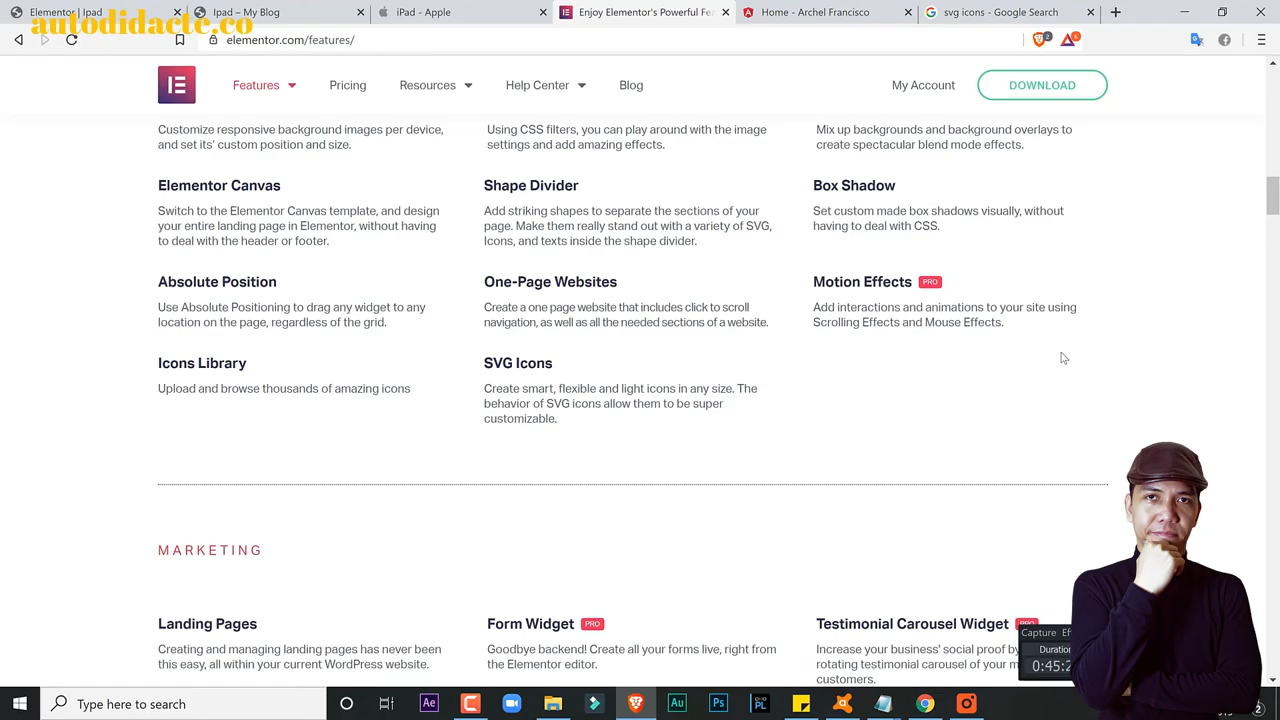 Elementor | Ipad
Ipad – My Blog
iPad - Apple
Enjoy Elementor's Powerful Fea
Home - Archel Francisco
svg icons - Google Search
autodidacte.co
elementor.com/features/
2
6
Features
Pricing
Resources
Help Center
Blog
My Account
DOWNLOAD
Customize responsive background images per device,
and set its' custom position and size.
Using CSS filters, you can play around with the image
settings and add amazing effects.
Mix up backgrounds and background overlays to
create spectacular blend mode effects.
Elementor Canvas
Switch to the Elementor Canvas template, and design
your entire landing page in Elementor, without having
to deal with the header or footer.
Shape Divider
Add striking shapes to separate the sections of your
page. Make them really stand out with a variety of SVG,
Icons, and texts inside the shape divider.
Box Shadow
Set custom made box shadows visually, without
having to deal with CSS.
Absolute Position
Use Absolute Positioning to drag any widget to any
location on the page, regardless of the grid.
One-Page Websites
Create a one page website that includes click to scroll
navigation, as well as all the needed sections of a website.
Motion Effects PRO
Add interactions and animations to your site using
Scrolling Effects and Mouse Effects.
Icons Library
Upload and browse thousands of amazing icons
SVG Icons
Create smart, flexible and light icons in any size. The
behavior of SVG icons allow them to be super
customizable.
MARKETING
Landing Pages
Creating and managing landing pages has never been
this easy, all within your current WordPress website.
Form Widget PRO
Goodbye backend! Create all your forms live, right from
the Elementor editor.
Testimonial Carousel Widget PRO
Increase your business' social proof by
rotating testimonial carousel of your
customers.
Capture
Duration
0:45:2
Type here to search
Ae
Au
Ps
PL
2